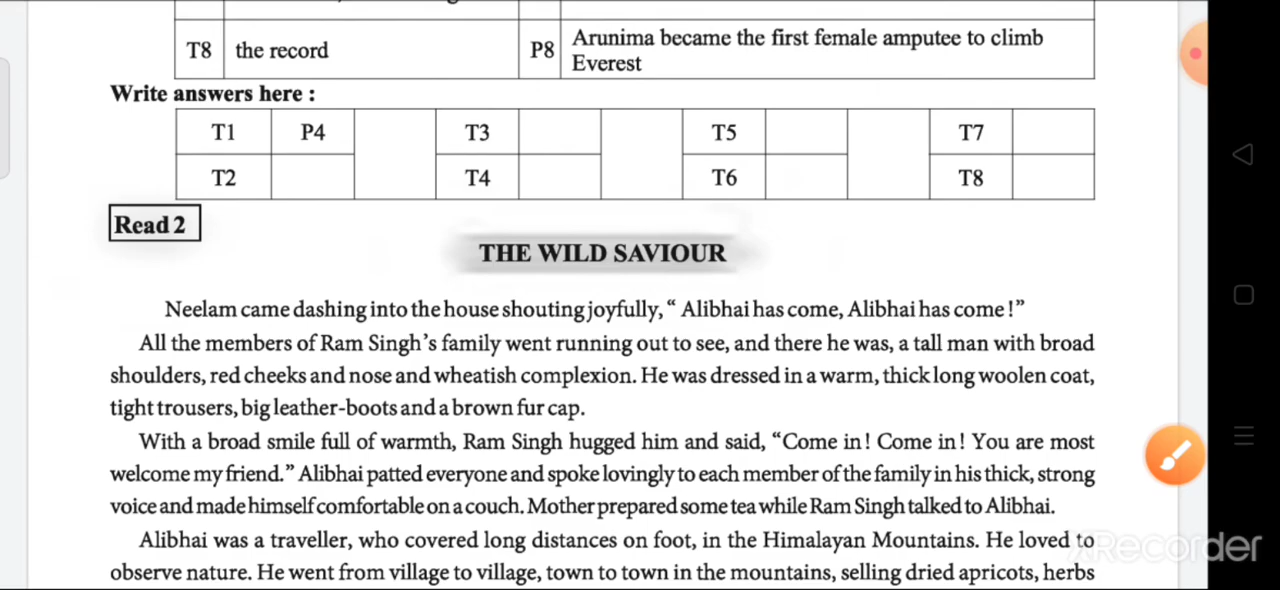 T8 the record P8 Arunima became the first female amputee to climb
Everest
Write answers here :
T1 P4 T3 T5 T7
T2 T4 T6 T8
Read 2
THE WILD SAVIOUR
Neelam came dashing into the house shouting joyfully, “ Alibhai has come, Alibhai has come !”
All the members of Ram Singh’s family went running out to see, and there he was, a tall man with broad
shoulders, red cheeks and nose and wheatish complexion. He was dressed in a warm, thick long woolen coat,
tight trousers, big leather-boots and a brown fur cap.
With a broad smile full of warmth, Ram Singh hugged him and said, “Come in! Come in! You are most
welcome my friend.” Alibhai patted everyone and spoke lovingly to each member of the family in his thick, strong
voice and made himself comfortable on a couch. Mother prepared some tea while Ram Singh talked to Alibhai.
Alibhai was a traveller, who covered long distances on foot, in the Himalayan Mountains. He loved to
observe nature. He went from village to village, town to town in the mountains, selling dried apricots, herbs
XRecorder